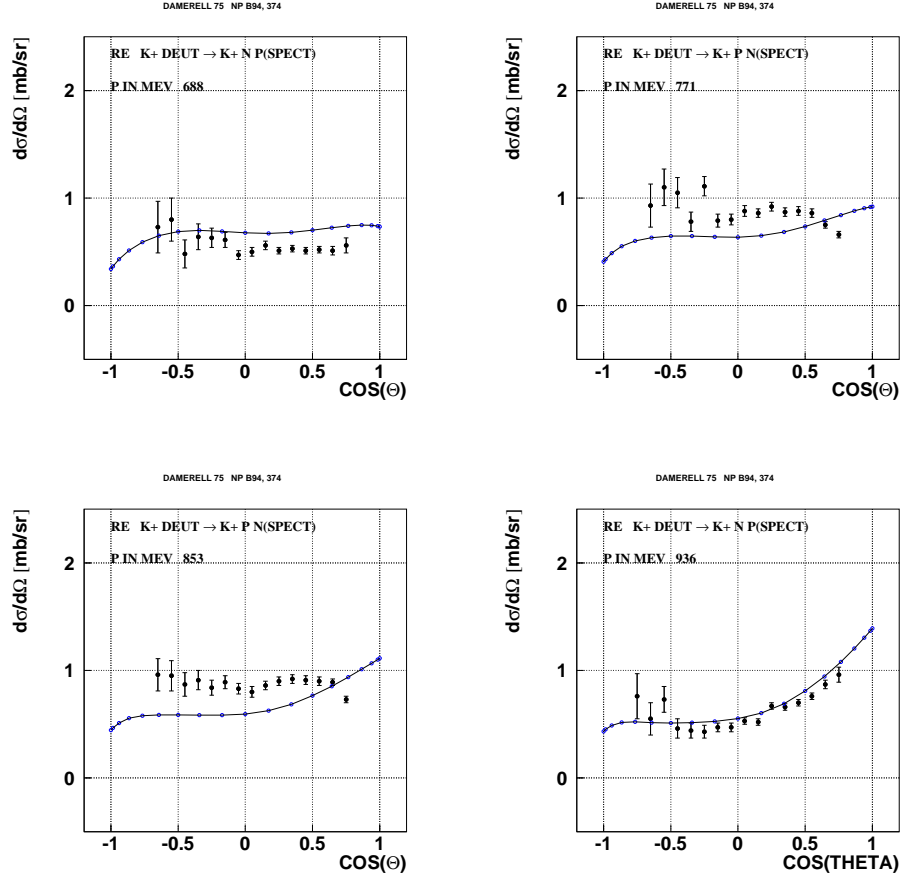 DAMERELL 75 NP B94, 374
RE K+ DEUT → K+ N P(SPECT)
P IN MEV 688
dσ/dΩ [mb/sr]
2
1
0
-1 -0.5 0 0.5 1
COS(Θ)
DAMERELL 75 NP B94, 374
RE K+ DEUT → K+ P N(SPECT)
P IN MEV 771
dσ/dΩ [mb/sr]
2
1
0
-1 -0.5 0 0.5 1
COS(Θ)
DAMERELL 75 NP B94, 374
RE K+ DEUT → K+ P N(SPECT)
P IN MEV 853
dσ/dΩ [mb/sr]
2
1
0
-1 -0.5 0 0.5 1
COS(Θ)
DAMERELL 75 NP B94, 374
RE K+ DEUT → K+ N P(SPECT)
P IN MEV 936
dσ/dΩ [mb/sr]
2
1
0
-1 -0.5 0 0.5 1
COS(THETA)